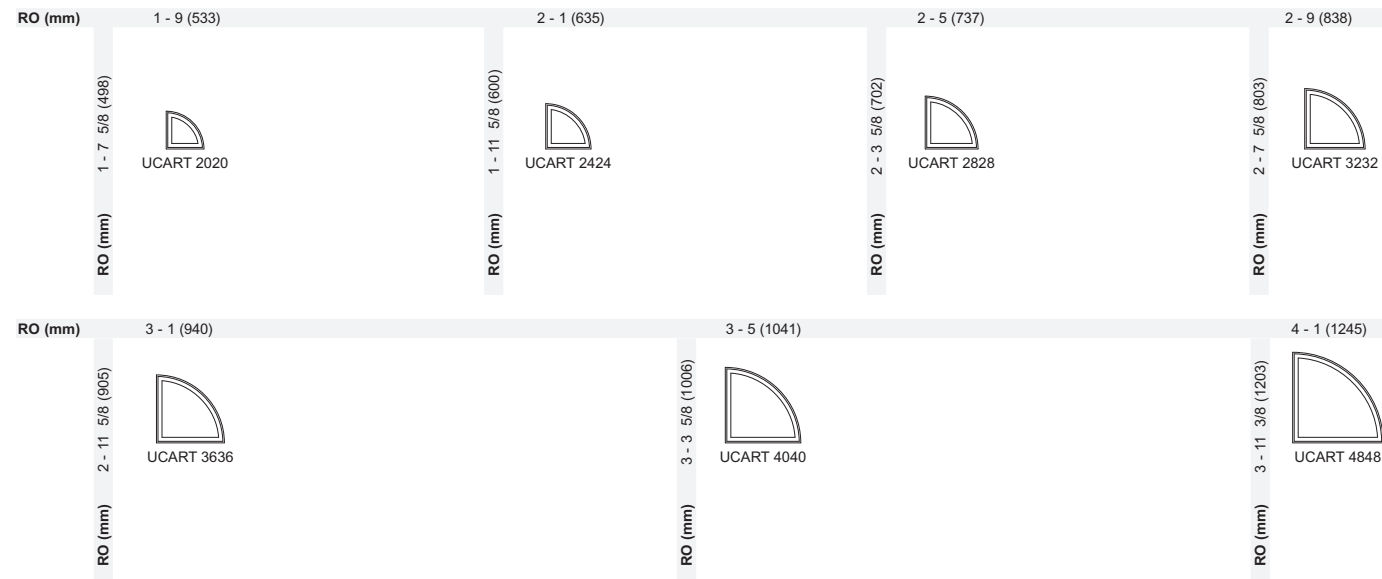 RO (mm) 1 - 9 (533) 2 - 1 (635) 2 - 5 (737) 2 - 9 (838)
RO (mm) 1 - 7 5/8 (498)
UCART 2020
RO (mm) 1 - 11 5/8 (600)
UCART 2424
RO (mm) 2 - 3 5/8 (702)
UCART 2828
RO (mm) 2 - 7 5/8 (803)
UCART 3232
RO (mm) 3 - 1 (940) 3 - 5 (1041) 4 - 1 (1245)
RO (mm) 2 - 11 5/8 (905)
UCART 3636
RO (mm) 3 - 3 5/8 (1006)
UCART 4040
RO (mm) 3 - 11 3/8 (1203)
UCART 4848